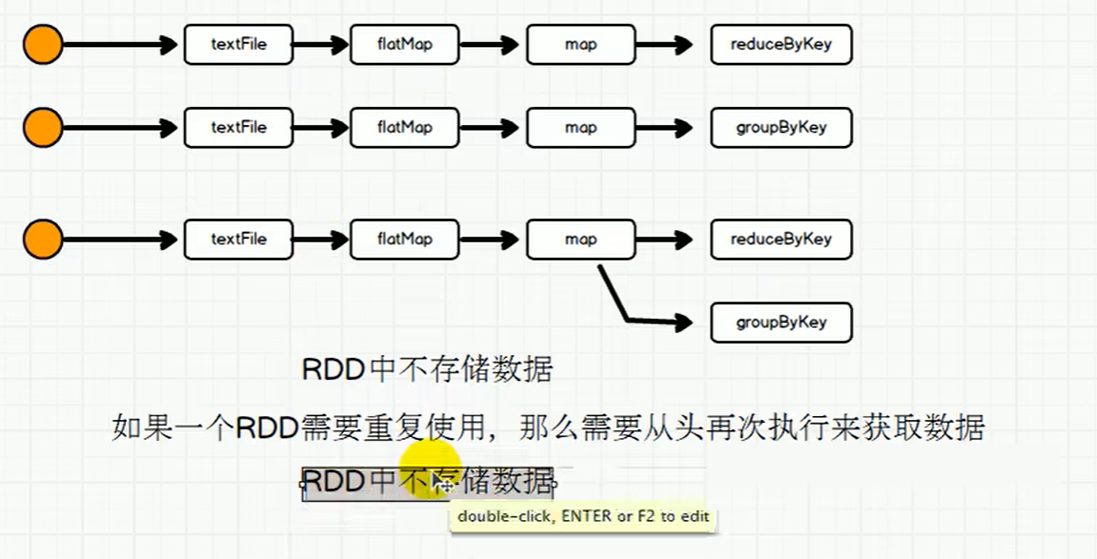 textFile flatMap map reduceByKey
textFile flatMap map groupByKey
textFile flatMap map reduceByKey
groupByKey
RDD中不存储数据
如果一个RDD需要重复使用，那么需要从头再次执行来获取数据
RDD中不存储数据
double-click, ENTER or F2 to edit